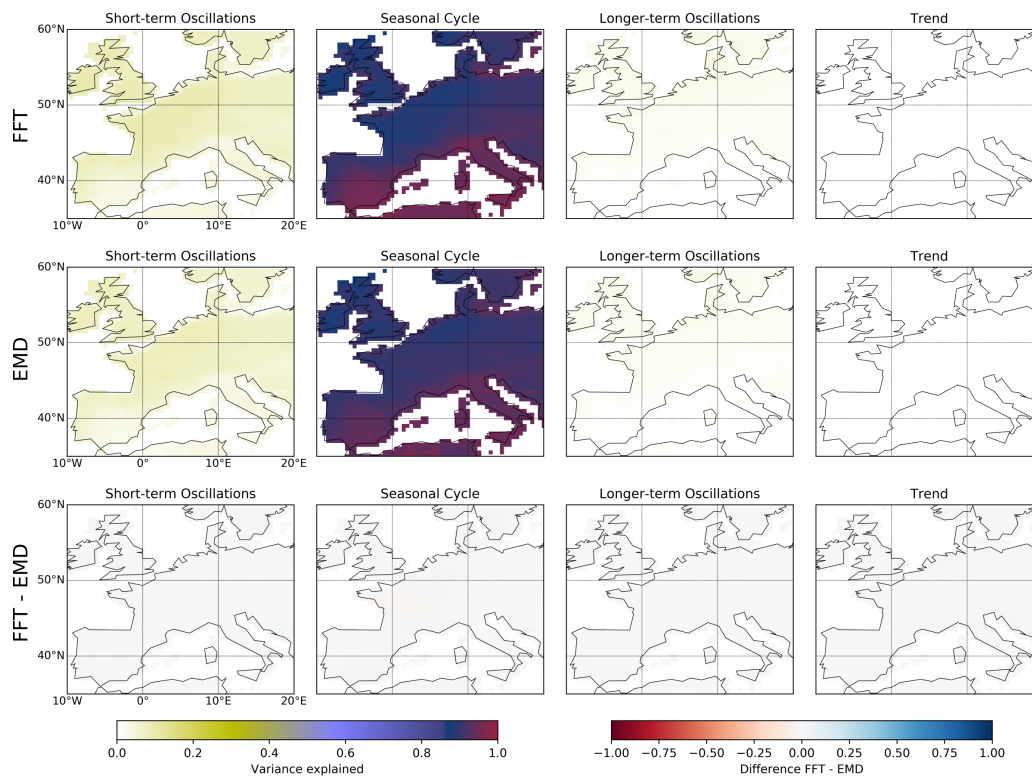 Short-term Oscillations Seasonal Cycle Longer-term Oscillations Trend
60°N
FFT
50°N
40°N
10°W 0° 10°E 20°E
Short-term Oscillations Seasonal Cycle Longer-term Oscillations Trend
60°N
EMD
50°N
40°N
10°W 0° 10°E 20°E
Short-term Oscillations Seasonal Cycle Longer-term Oscillations Trend
60°N
FFT - EMD
50°N
40°N
10°W 0° 10°E 20°E
0.0 0.2 0.4 0.6 0.8 1.0
Variance explained
−1.00 −0.75 −0.50 −0.25 0.00 0.25 0.50 0.75 1.00
Difference FFT - EMD